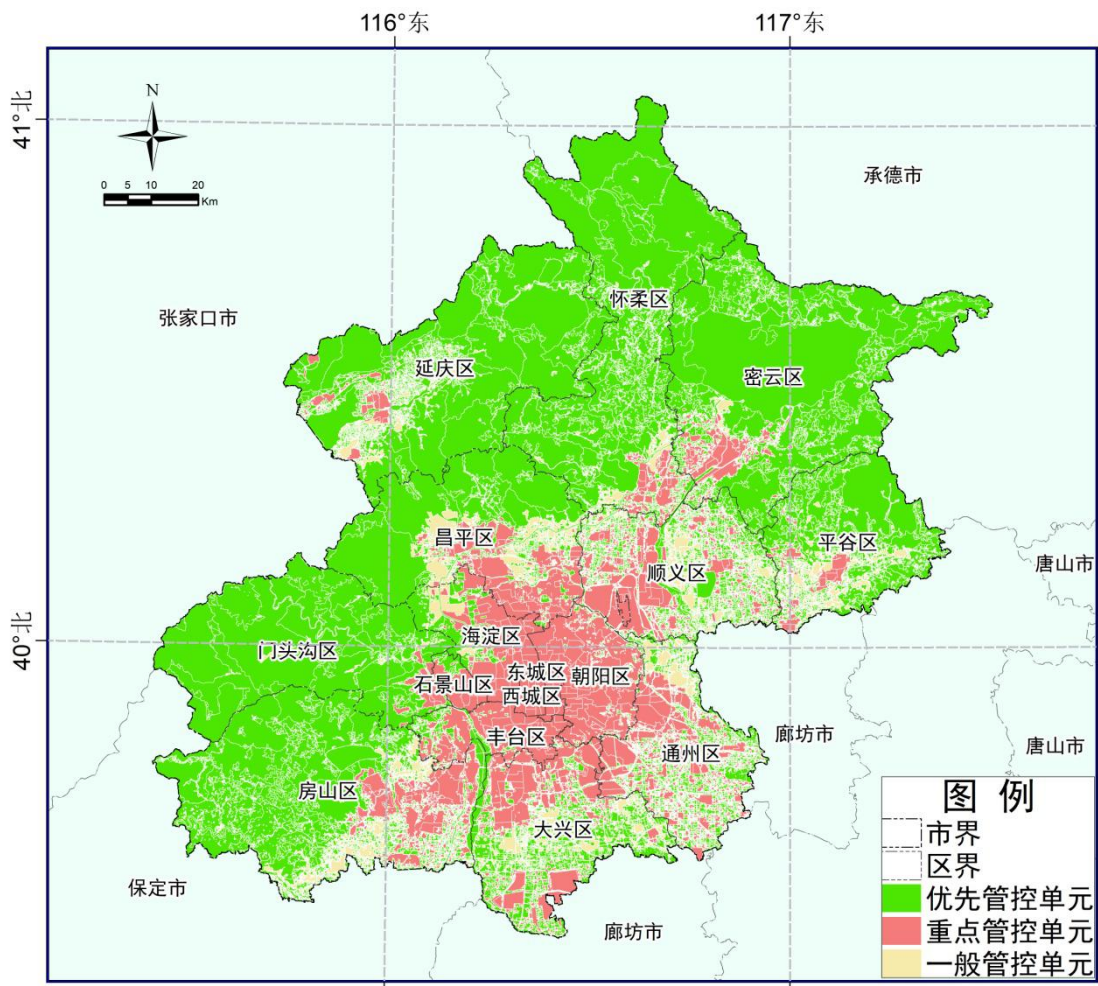 116°东
117°东
41°北
N
0 5 10 20
Km
承德市
怀柔区
张家口市
延庆区
密云区
昌平区
平谷区
顺义区
唐山市
40°北
海淀区
门头沟区
东城区
朝阳区
石景山区
西城区
丰台区
廊坊市
唐山市
通州区
房山区
图 例
大兴区
市界
区界
保定市
优先管控单元
廊坊市
重点管控单元
一般管控单元